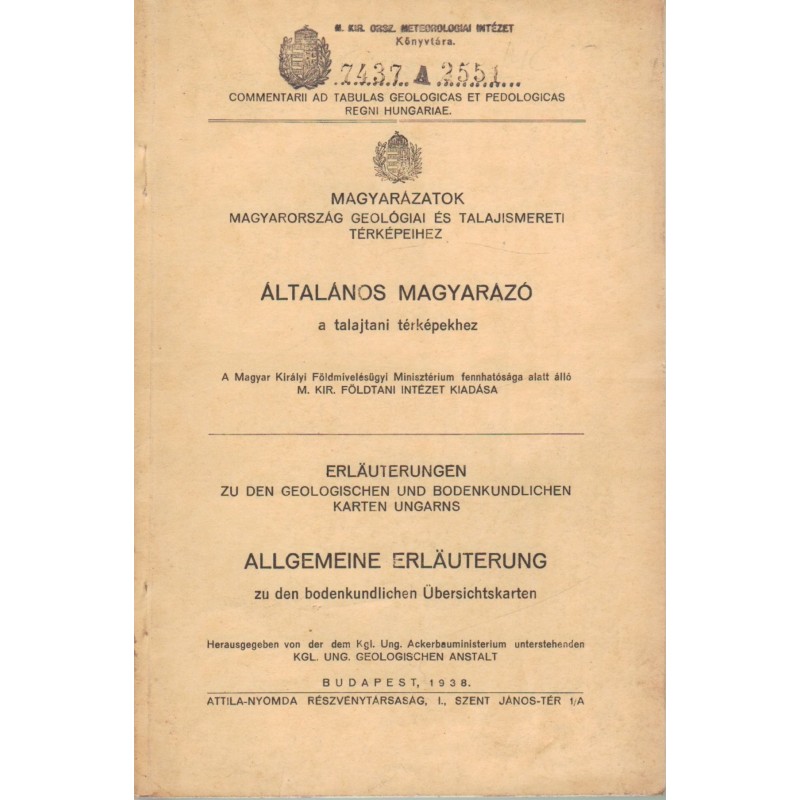 M. KIR. ORSZ. METEOROLOGIAI INTÉZET
Könyvtára.
7437 A 2551
COMMENTARII AD TABULAS GEOLOGICAS ET PEDOLOGICAS
REGNI HUNGARIAE.
MAGYARÁZATOK
MAGYARORSZÁG GEOLÓGIAI ÉS TALAJISMERETI
TÉRKÉPEIHEZ
ÁLTALÁNOS MAGYARÁZÓ
a talajtani térképekhez
A Magyar Királyi Földmivelésügyi Minisztérium fennhatósága alatt álló
M. KIR. FÖLDTANI INTÉZET KIADÁSA
ERLÄUTERUNGEN
ZU DEN GEOLOGISCHEN UND BODENKUNDLICHEN
KARTEN UNGARNS
ALLGEMEINE ERLÄUTERUNG
zu den bodenkundlichen Übersichtskarten
Herausgegeben von der dem Kgl. Ung. Ackerbauministerium unterstehenden
KGL. UNG. GEOLOGISCHEN ANSTALT
BUDAPEST, 1938.
ATTILA-NYOMDA RÉSZVÉNYTÁRSASÁG, I., SZENT JÁNOS-TÉR 1/A